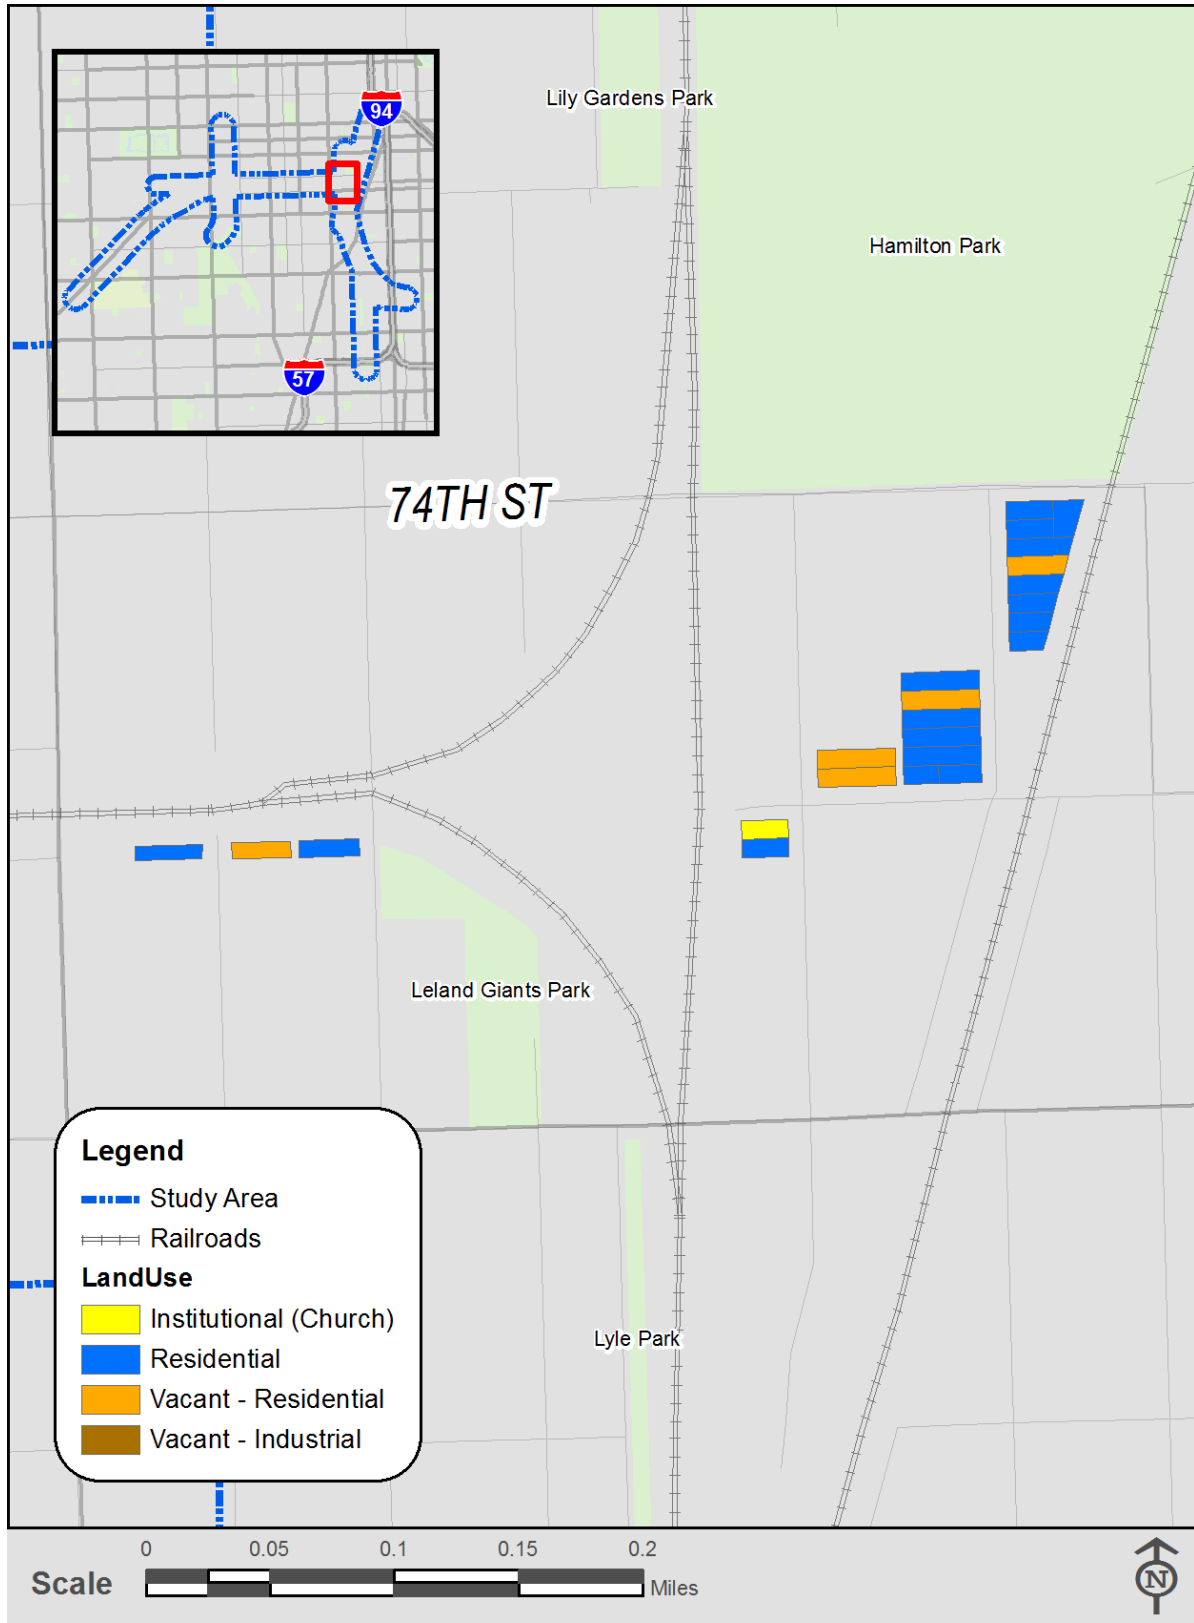 Lily Gardens Park
94
Hamilton Park
57
74TH ST
Leland Giants Park
Legend
Study Area
Railroads
LandUse
Institutional (Church)
Residential
Vacant - Residential
Vacant - Industrial
Lyle Park
0 0.05 0.1 0.15 0.2
Scale
Miles
N